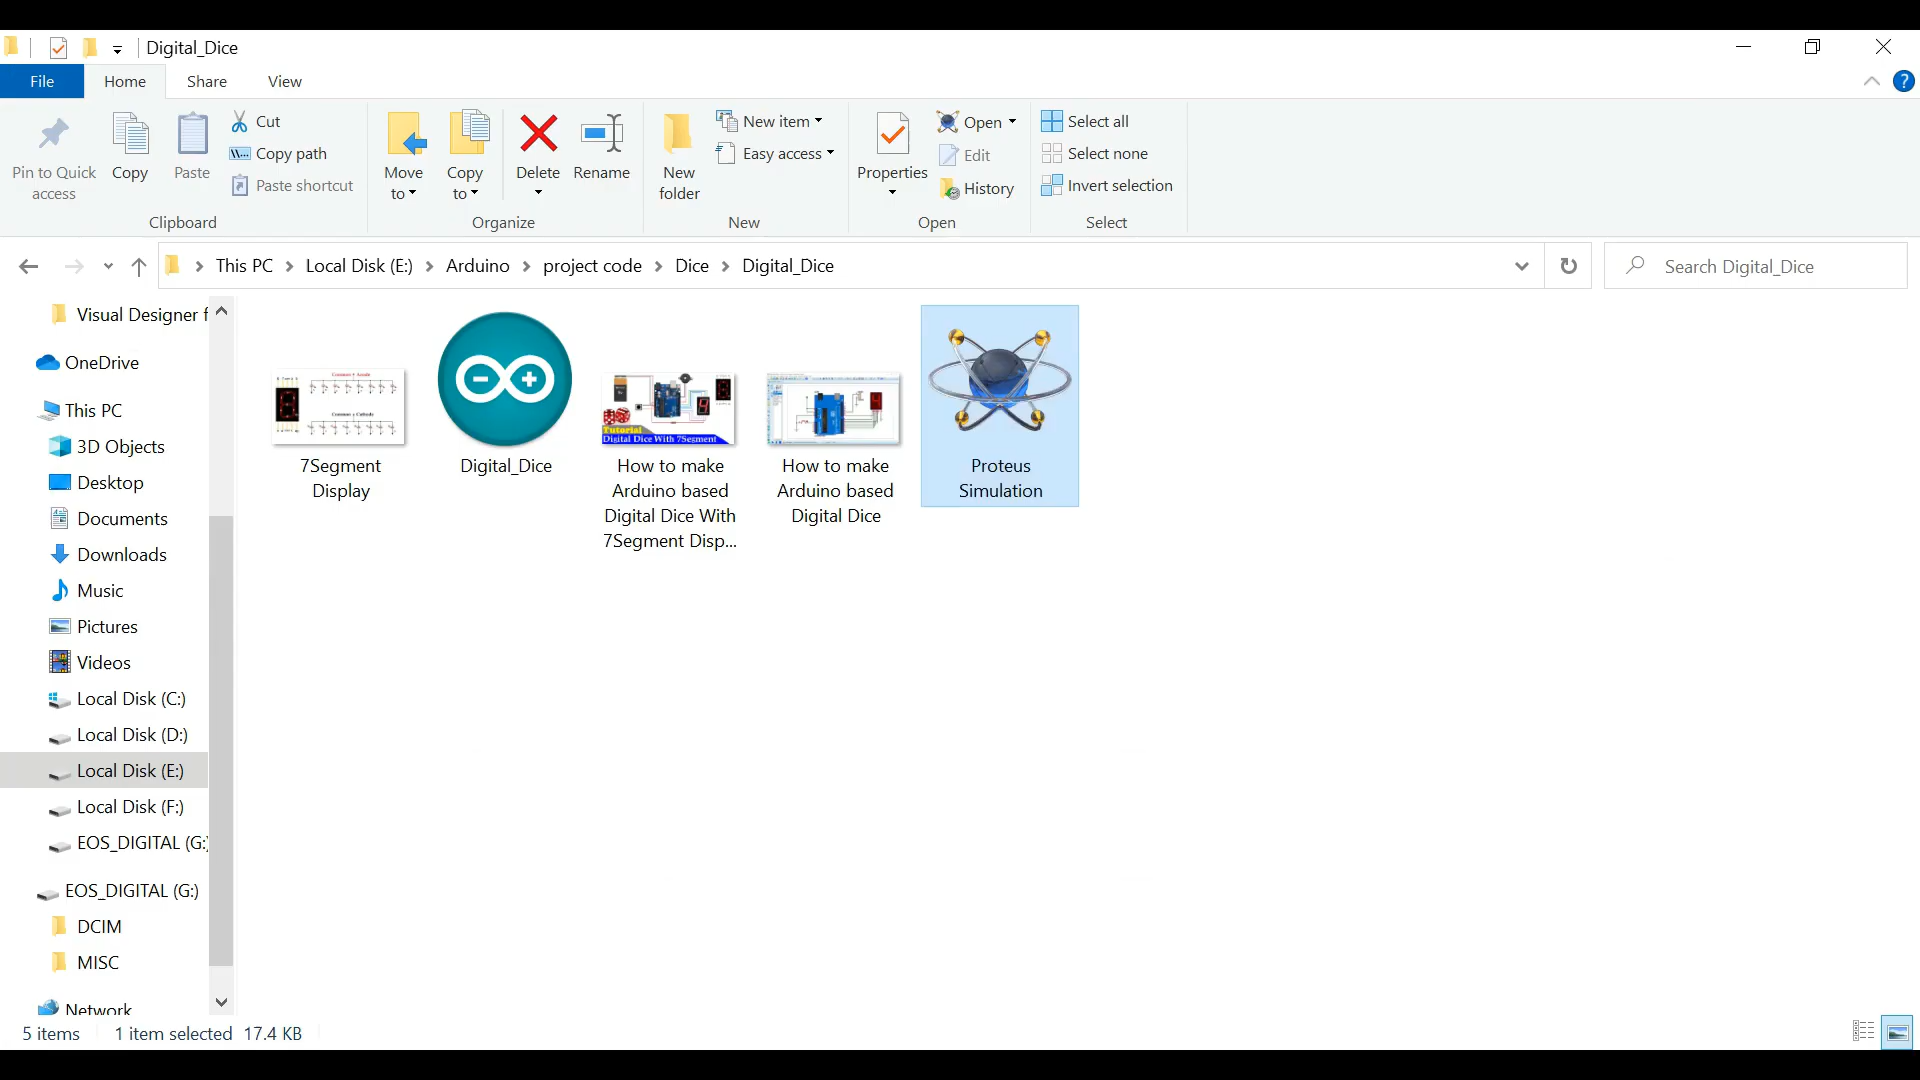 Digital_Dice
File Home Share View
Pin to Quick access
Copy
Paste
Cut
Copy path
Paste shortcut
Clipboard
Move to
Copy to
Delete
Rename
Organize
New folder
New item
Easy access
New
Properties
Open
Edit
History
Open
Select all
Select none
Invert selection
Select
This PC Local Disk (E:) Arduino project code Dice Digital_Dice
Search Digital_Dice
Visual Designer f
OneDrive
This PC
3D Objects
Desktop
Documents
Downloads
Music
Pictures
Videos
Local Disk (C:)
Local Disk (D:)
Local Disk (E:)
Local Disk (F:)
EOS_DIGITAL (G:)
EOS_DIGITAL (G:)
DCIM
MISC
Network
7Segment
Display
Digital_Dice
Tutorial
Digital Dice With 7Segment
How to make
Arduino based
Digital Dice With
7Segment Disp...
How to make
Arduino based
Digital Dice
Proteus
Simulation
5 items 1 item selected 17.4 KB